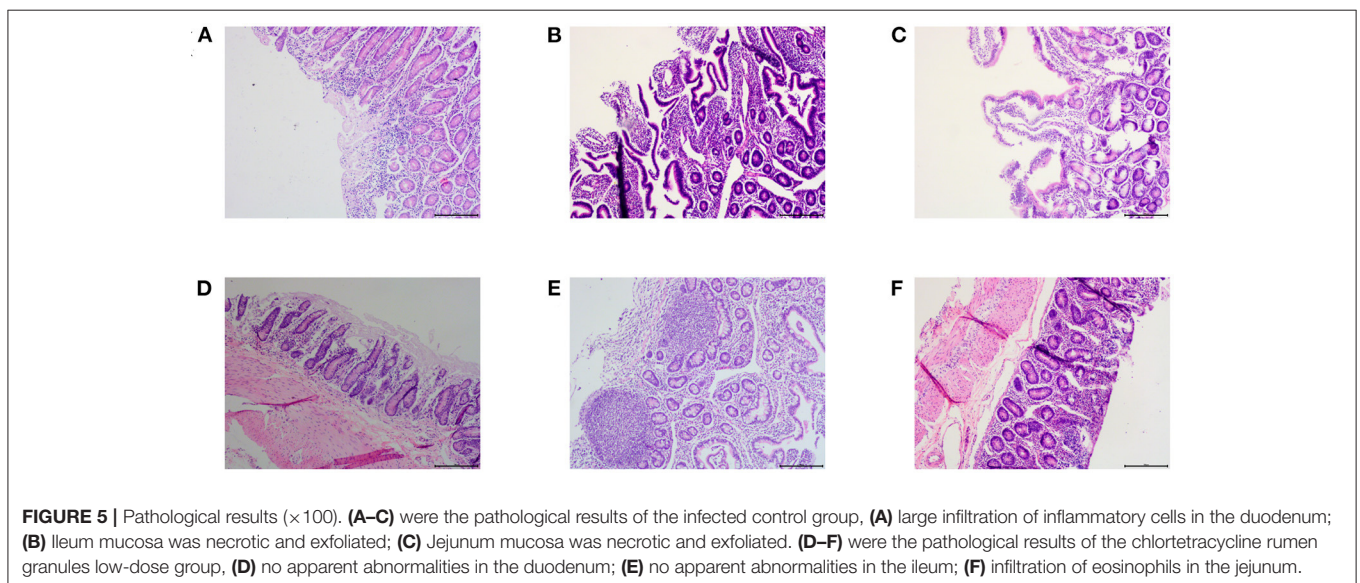 A
B
C
D
E
F
FIGURE 5 | Pathological results (×100). (A–C) were the pathological results of the infected control group, (A) large infiltration of inflammatory cells in the duodenum;
(B) Ileum mucosa was necrotic and exfoliated; (C) Jejunum mucosa was necrotic and exfoliated. (D–F) were the pathological results of the chlortetracycline rumen
granules low-dose group, (D) no apparent abnormalities in the duodenum; (E) no apparent abnormalities in the ileum; (F) infiltration of eosinophils in the jejunum.